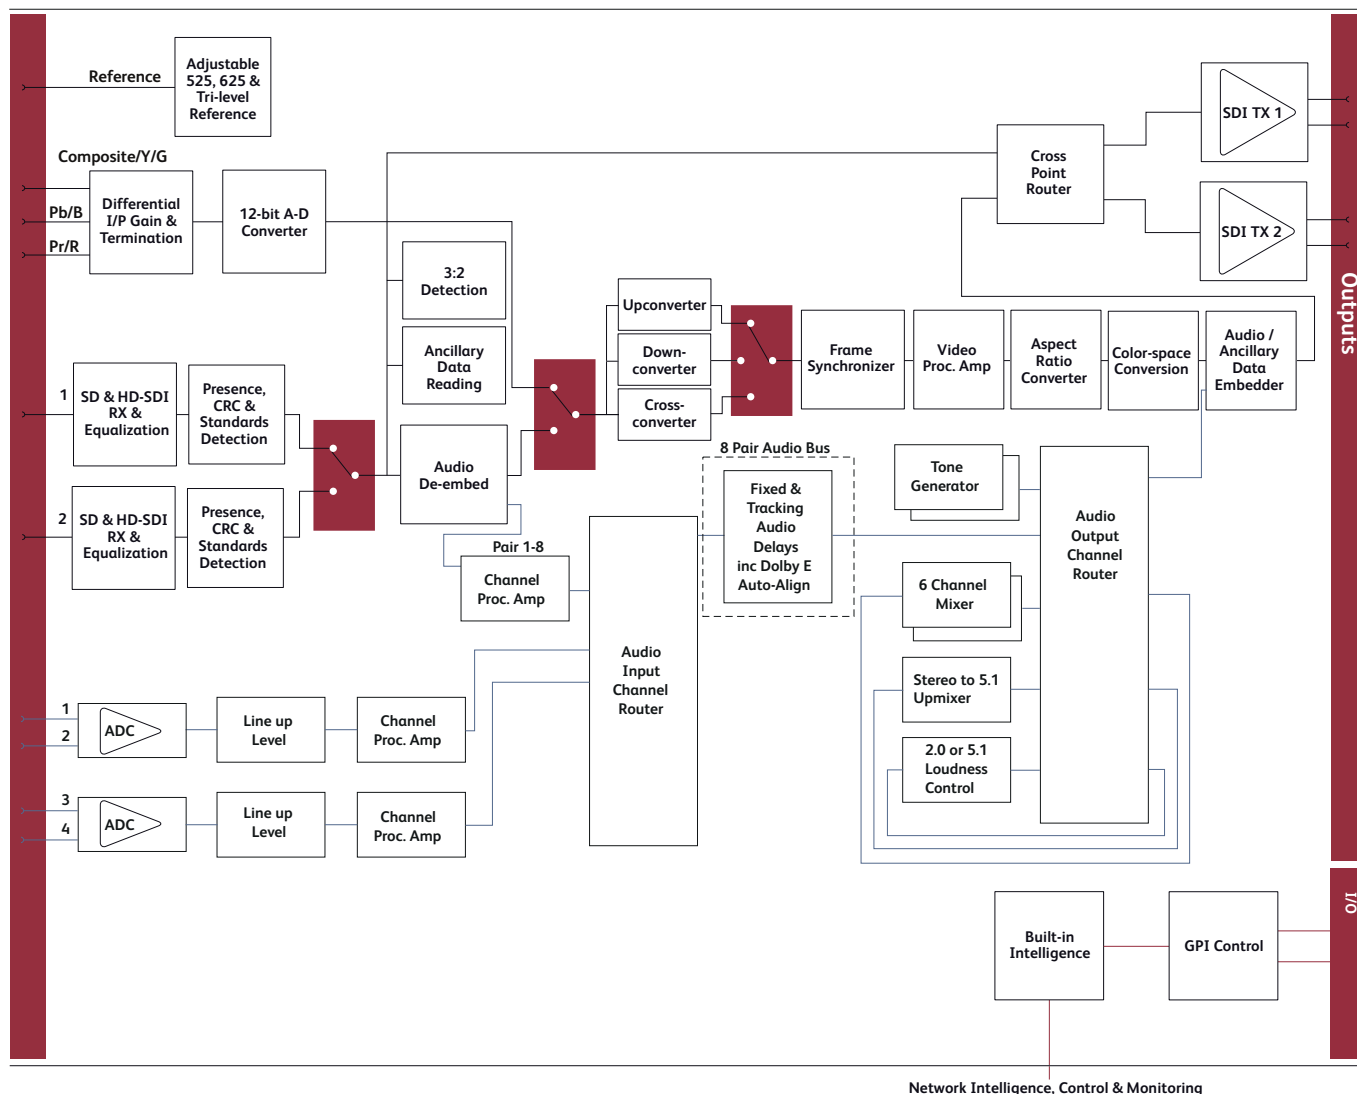 Reference
Adjustable
525, 625 &
Tri-level
Reference
Composite/Y/G
Pb/B
Pr/R
Differential
I/P Gain &
Termination
12-bit A-D
Converter
3:2
Detection
Ancillary
Data
Reading
1
SD & HD-SDI
RX &
Equalization
Presence,
CRC &
Standards
Detection
2
SD & HD-SDI
RX &
Equalization
Presence,
CRC &
Standards
Detection
Audio
De-embed
Pair 1-8
Channel
Proc. Amp
Upconverter
Down-
converter
Cross-
converter
Frame
Synchronizer
Video
Proc. Amp
Aspect
Ratio
Converter
Color-space
Conversion
Audio /
Ancillary
Data
Embedder
Cross
Point
Router
SDI TX 1
SDI TX 2
Outputs
8 Pair Audio Bus
Fixed &
Tracking
Audio
Delays
inc Dolby E
Auto-Align
Tone
Generator
6 Channel
Mixer
Stereo to 5.1
Upmixer
2.0 or 5.1
Loudness
Control
Audio
Output
Channel
Router
Audio
Input
Channel
Router
1
2
ADC
Line up
Level
Channel
Proc. Amp
3
4
ADC
Line up
Level
Channel
Proc. Amp
Built-in
Intelligence
GPI Control
I/O
Network Intelligence, Control & Monitoring